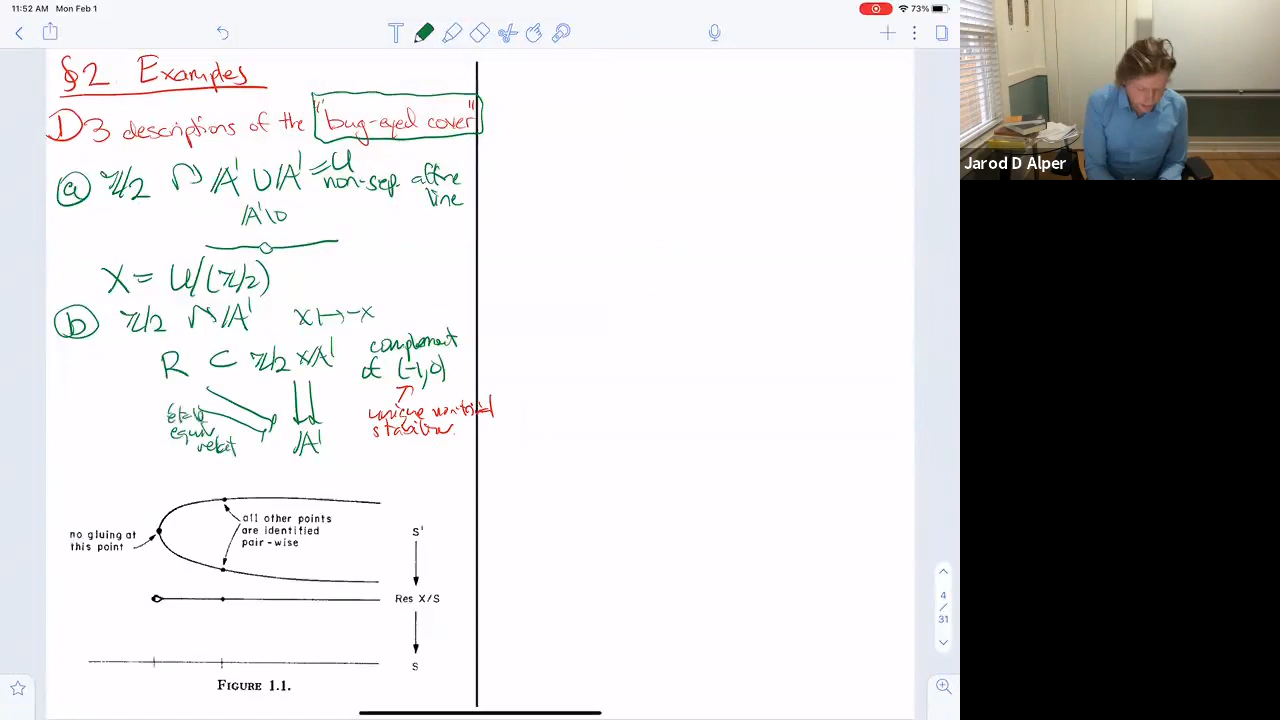 11:52 AM Mon Feb 1
73%
§2 Examples
Jarod D Alper
① 3 descriptions of the "bug-eyed cover"
ⓐ ℤ/2 ↷ /A¹ ∪ /A¹ = U
/A¹\0
non-sep. affine
line
X = U/(ℤ/2)
ⓑ ℤ/2 ↷ /A¹ x ↦ -x
R ⊂ ℤ/2 × /A¹
complement
of (-1,0)
unique non-trivial
stabilizer.
étale
equiv
relat
/A¹
no gluing at
this point
all other points
are identified
pair-wise
S'
Res X/S
S
FIGURE 1.1.
4
/
31